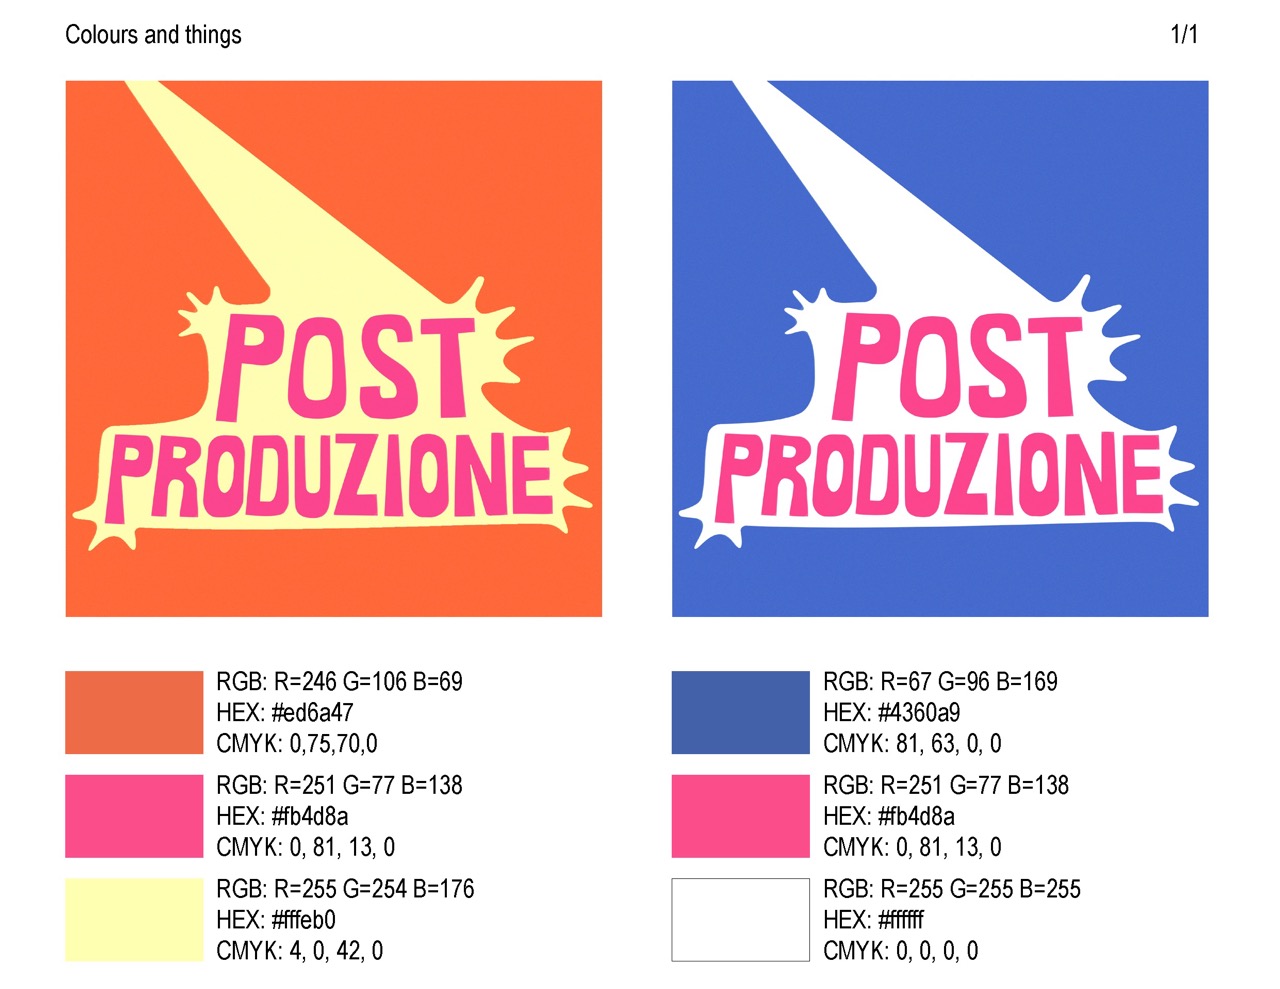 Colours and things
1/1
POST
PRODUZIONE
POST
PRODUZIONE
RGB: R=246 G=106 B=69
HEX: #ed6a47
CMYK: 0,75,70,0
RGB: R=251 G=77 B=138
HEX: #fb4d8a
CMYK: 0, 81, 13, 0
RGB: R=255 G=254 B=176
HEX: #fffeb0
CMYK: 4, 0, 42, 0
RGB: R=67 G=96 B=169
HEX: #4360a9
CMYK: 81, 63, 0, 0
RGB: R=251 G=77 B=138
HEX: #fb4d8a
CMYK: 0, 81, 13, 0
RGB: R=255 G=255 B=255
HEX: #ffffff
CMYK: 0, 0, 0, 0